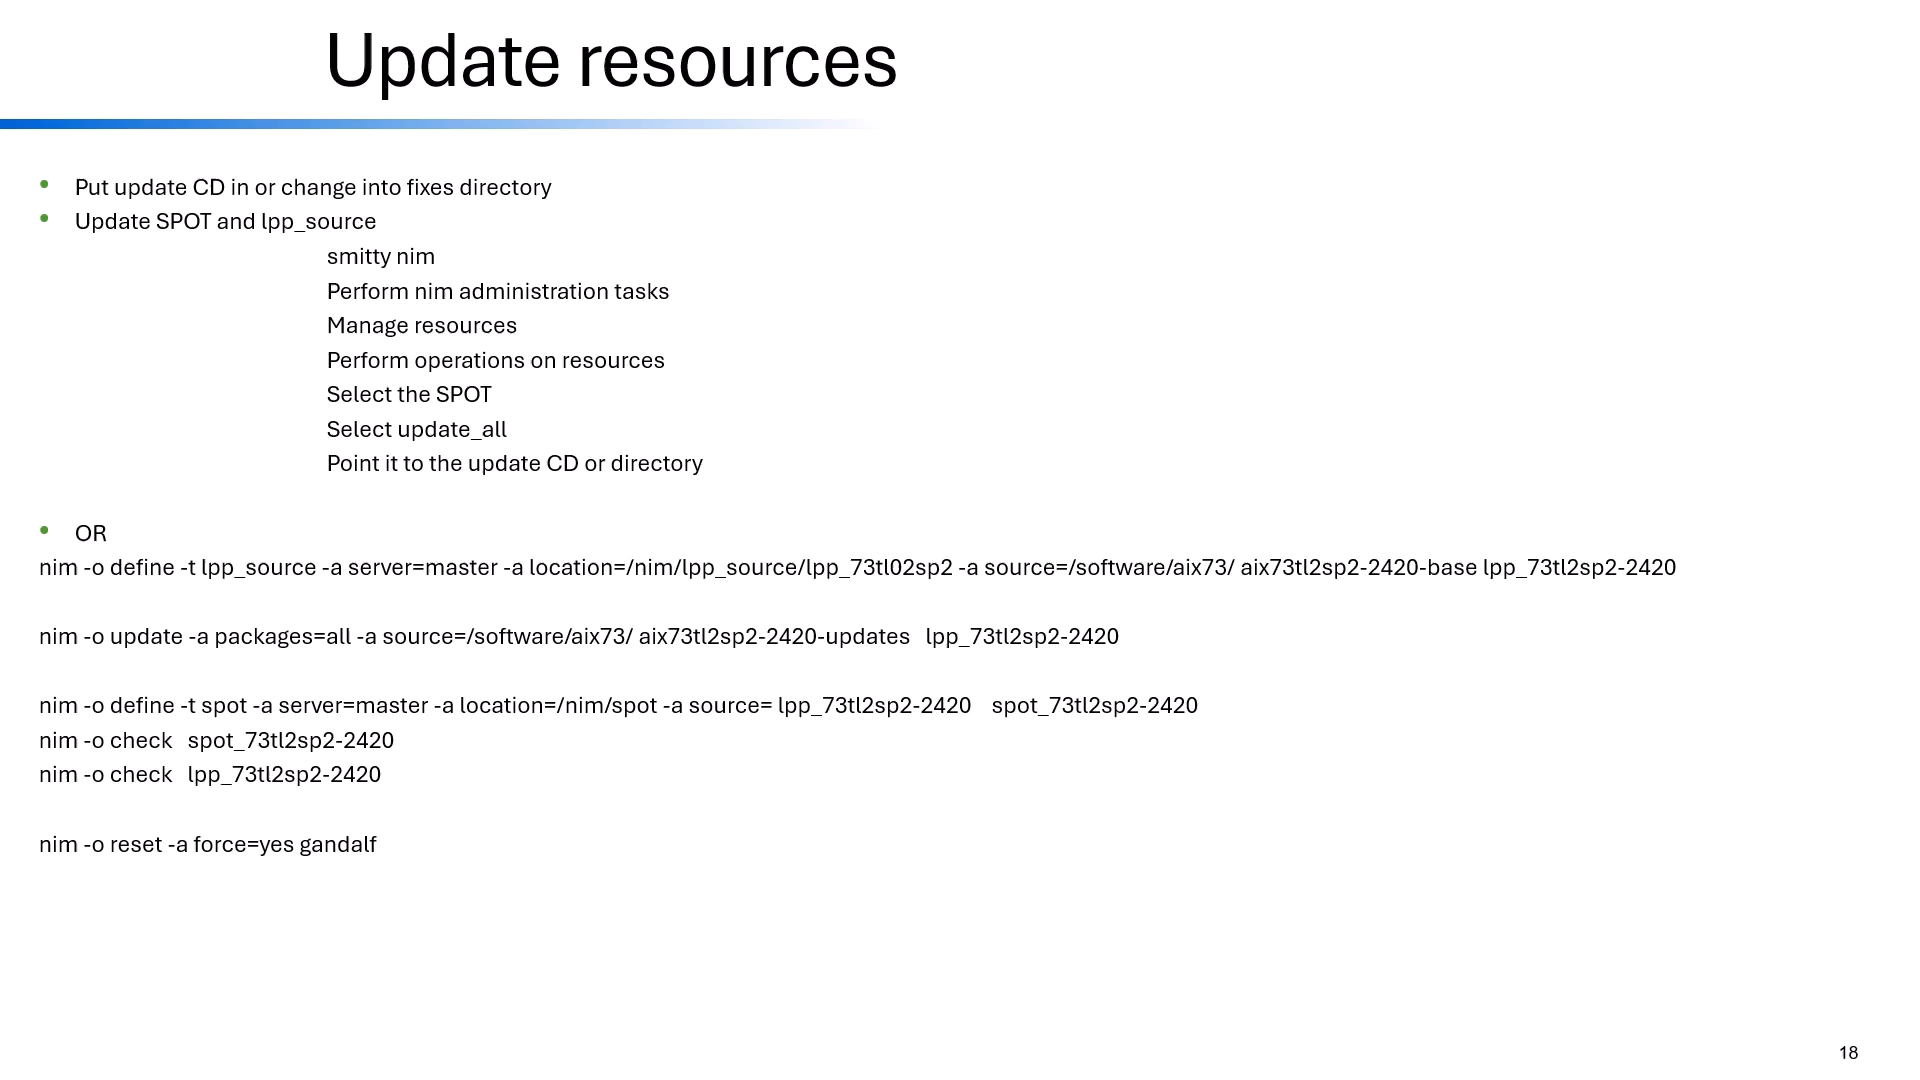 Update resources
• Put update CD in or change into fixes directory
• Update SPOT and lpp_source
smitty nim
Perform nim administration tasks
Manage resources
Perform operations on resources
Select the SPOT
Select update_all
Point it to the update CD or directory
• OR
nim -o define -t lpp_source -a server=master -a location=/nim/lpp_source/lpp_73tl02sp2 -a source=/software/aix73/ aix73tl2sp2-2420-base lpp_73tl2sp2-2420
nim -o update -a packages=all -a source=/software/aix73/ aix73tl2sp2-2420-updates lpp_73tl2sp2-2420
nim -o define -t spot -a server=master -a location=/nim/spot -a source= lpp_73tl2sp2-2420 spot_73tl2sp2-2420
nim -o check spot_73tl2sp2-2420
nim -o check lpp_73tl2sp2-2420
nim -o reset -a force=yes gandalf
18